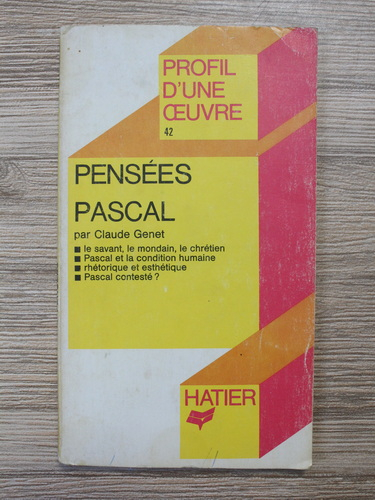 PROFIL
D'UNE
ŒUVRE
42
PENSÉES
PASCAL
par Claude Genet
■ le savant, le mondain, le chrétien
■ Pascal et la condition humaine
■ rhétorique et esthétique
■ Pascal contesté ?
HATIER